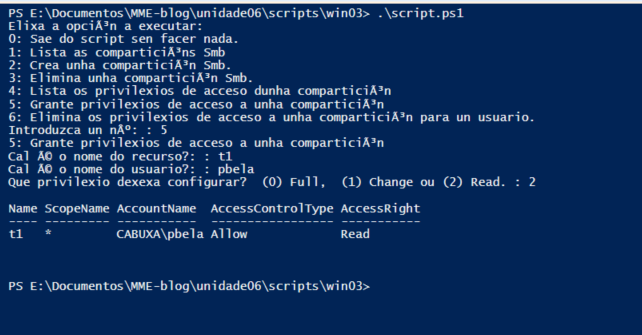 PS E:\Documentos\MME-blog\unidade06\scripts\win03> .\script.ps1
Elixa a opciÃ³n a executar:
0: Sae do script sen facer nada.
1: Lista as comparticiÃ³ns Smb
2: Crea unha comparticiÃ³n Smb.
3: Elimina unha comparticiÃ³n Smb.
4: Lista os privilexios de acceso dunha comparticiÃ³n
5: Grante privilexios de acceso a unha comparticiÃ³n
6: Elimina os privilexios de acceso a unha comparticiÃ³n para un usuario.
Introduzca un nÃº: : 5
5: Grante privilexios de acceso a unha comparticiÃ³n
Cal Ã© o nome do recurso?: : t1
Cal Ã© o nome do usuario?: : pbela
Que privilexio dexexa configurar?  (0) Full,  (1) Change ou (2) Read. : 2
Name ScopeName AccountName  AccessControlType AccessRight
---- --------- -----------  ----------------- -----------
t1   *         CABUXA\pbela Allow             Read
PS E:\Documentos\MME-blog\unidade06\scripts\win03>